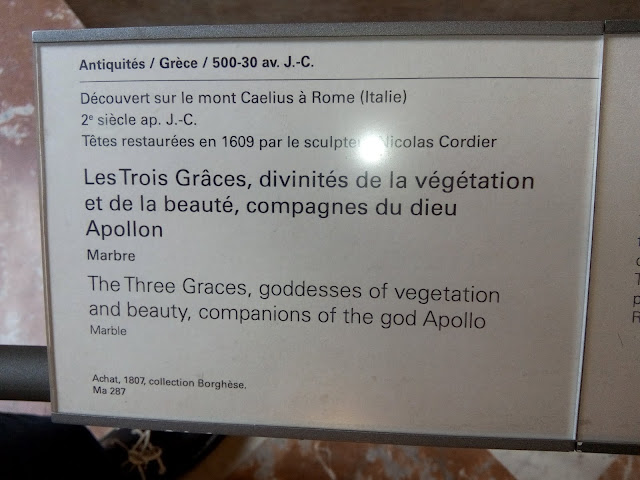 Antiquités / Grèce / 500-30 av. J.-C.
Découvert sur le mont Caelius à Rome (Italie)
2e siècle ap. J.-C.
Têtes restaurées en 1609 par le sculpteur Nicolas Cordier
Les Trois Grâces, divinités de la végétation
et de la beauté, compagnes du dieu
Apollon
Marbre
The Three Graces, goddesses of vegetation
and beauty, companions of the god Apollo
Marble
Achat, 1807, collection Borghèse.
Ma 287